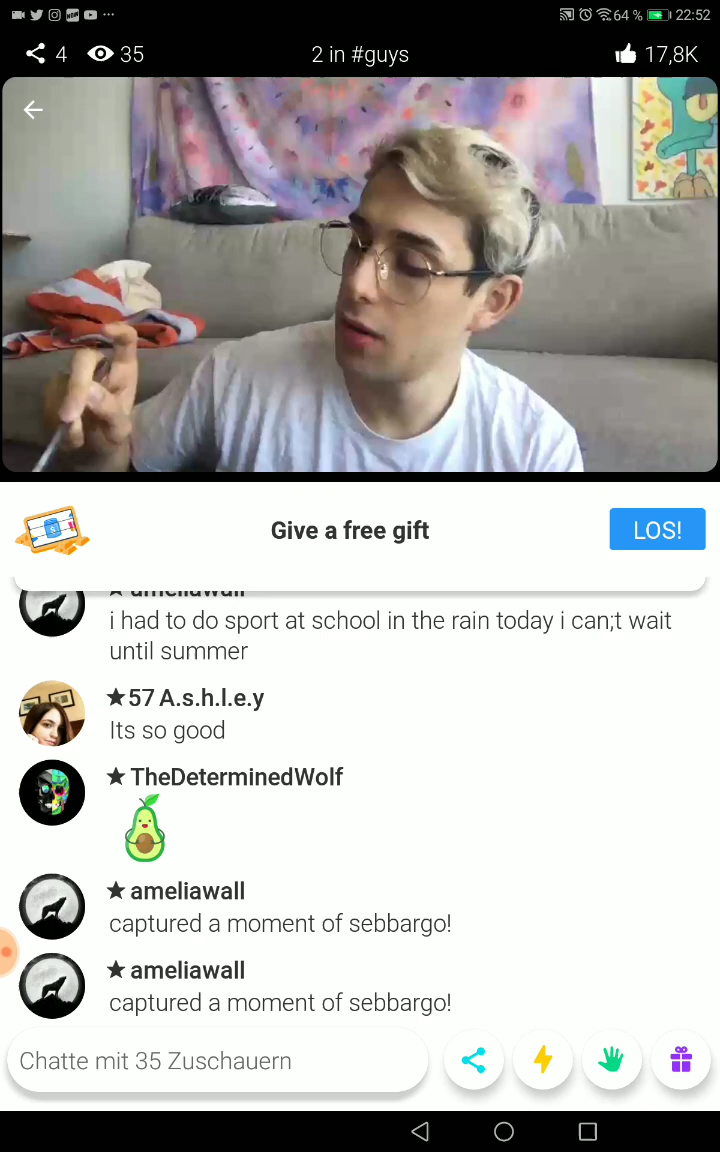 64 % 22:52
4 35 2 in #guys 17,8K
Give a free gift LOS!
ameliawall
i had to do sport at school in the rain today i can;t wait
until summer
★57 A.s.h.l.e.y
Its so good
★ TheDeterminedWolf
★ ameliawall
captured a moment of sebbargo!
★ ameliawall
captured a moment of sebbargo!
Chatte mit 35 Zuschauern